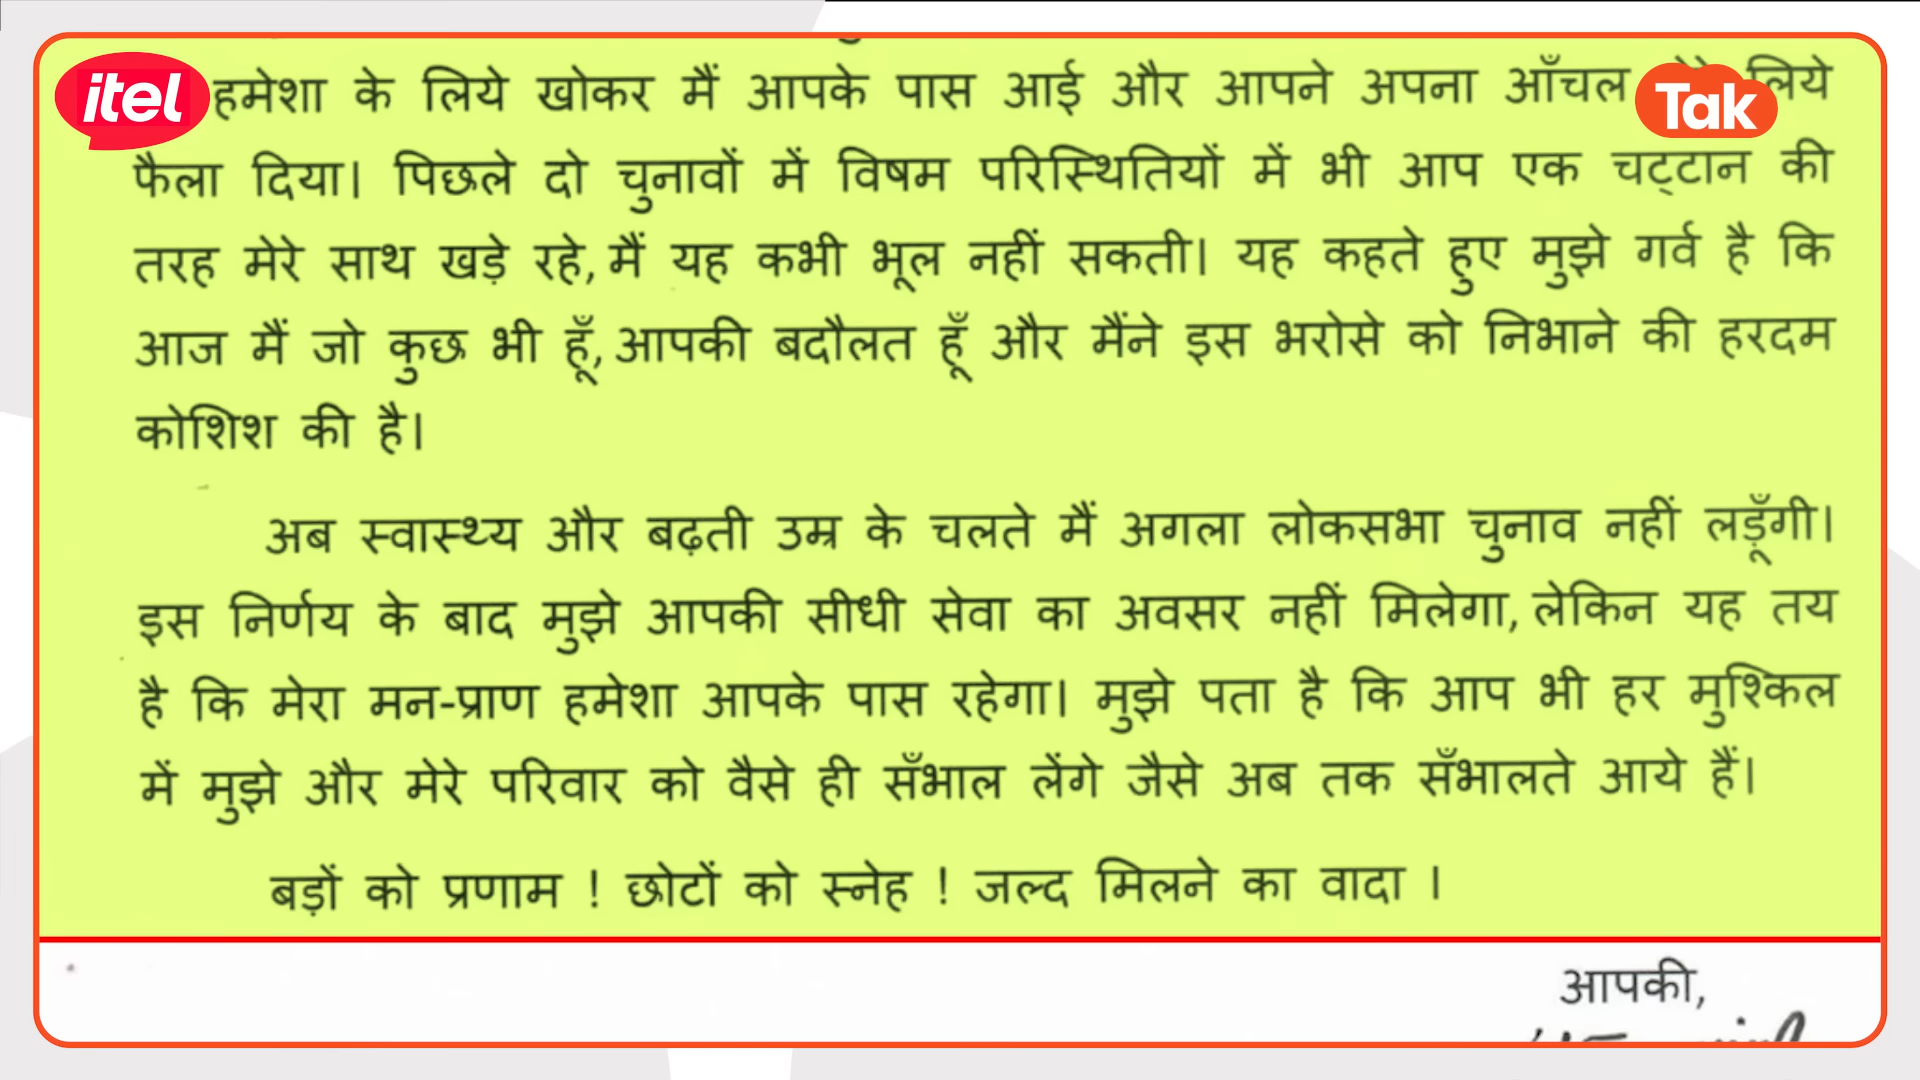 itel
Tak
हमेशा के लिये खोकर मैं आपके पास आई और आपने अपना आँचल लिये
फैला दिया। पिछले दो चुनावों में विषम परिस्थितियों में भी आप एक चट्टान की
तरह मेरे साथ खड़े रहे, मैं यह कभी भूल नहीं सकती। यह कहते हुए मुझे गर्व है कि
आज मैं जो कुछ भी हूँ, आपकी बदौलत हूँ और मैंने इस भरोसे को निभाने की हरदम
कोशिश की है।
अब स्वास्थ्य और बढ़ती उम्र के चलते मैं अगला लोकसभा चुनाव नहीं लड़ूँगी।
इस निर्णय के बाद मुझे आपकी सीधी सेवा का अवसर नहीं मिलेगा, लेकिन यह तय
है कि मेरा मन-प्राण हमेशा आपके पास रहेगा। मुझे पता है कि आप भी हर मुश्किल
में मुझे और मेरे परिवार को वैसे ही सँभाल लेंगे जैसे अब तक सँभालते आये हैं।
बड़ों को प्रणाम ! छोटों को स्नेह ! जल्द मिलने का वादा ।
आपकी,